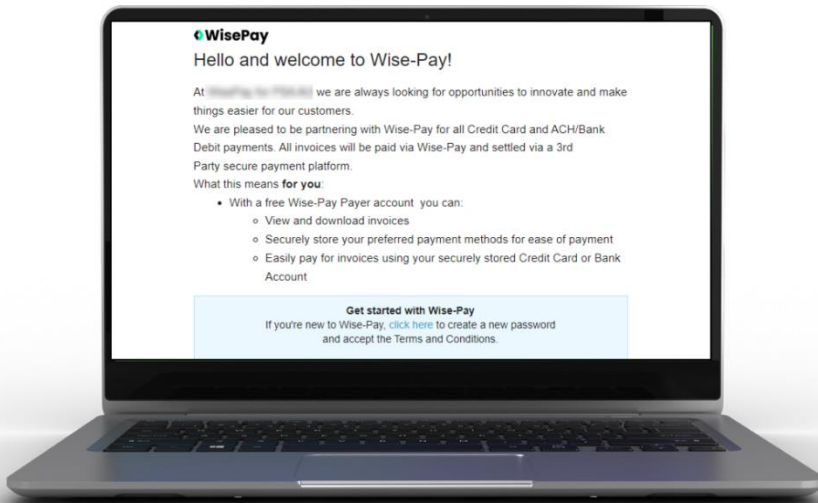 WisePay
Hello and welcome to Wise-Pay!
At we are always looking for opportunities to innovate and make
things easier for our customers.
We are pleased to be partnering with Wise-Pay for all Credit Card and ACH/Bank
Debit payments. All invoices will be paid via Wise-Pay and settled via a 3rd
Party secure payment platform.
What this means for you:
• With a free Wise-Pay Payer account you can:
○ View and download invoices
○ Securely store your preferred payment methods for ease of payment
○ Easily pay for invoices using your securely stored Credit Card or Bank
Account
Get started with Wise-Pay
If you're new to Wise-Pay, click here to create a new password
and accept the Terms and Conditions.